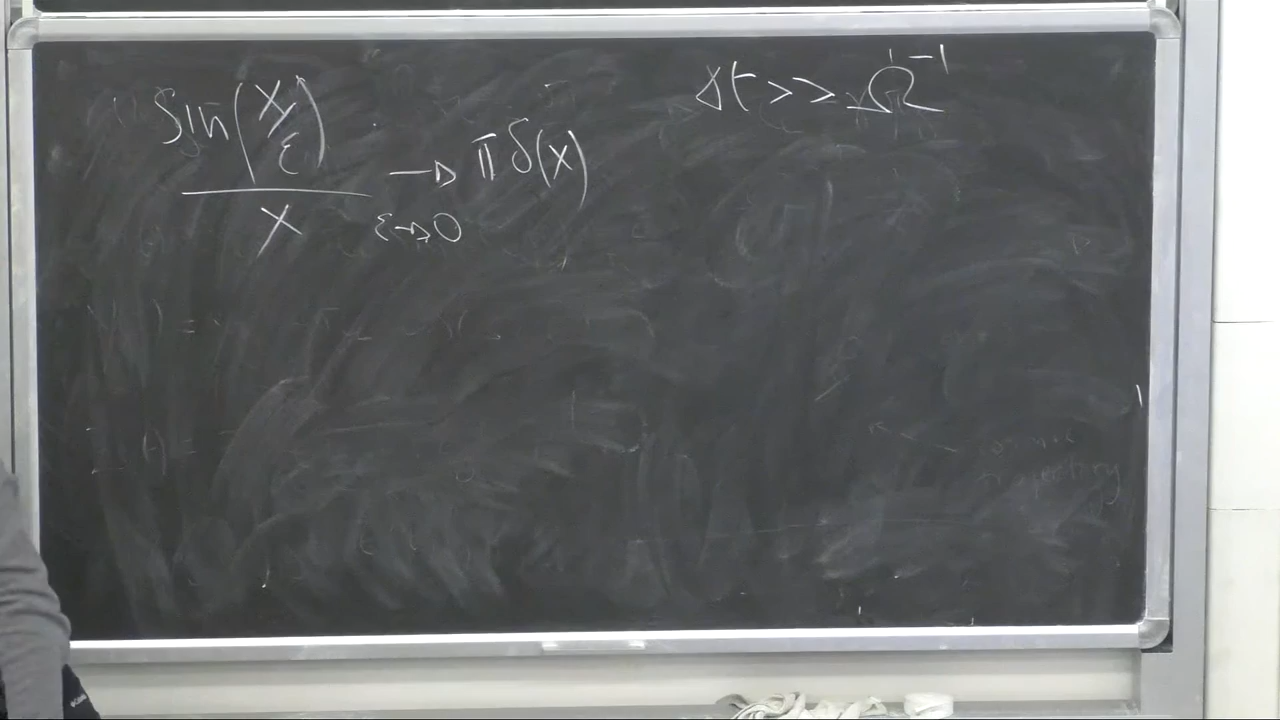 sin(x/ε)/x → πδ(x)
ε→0
Δt >> Ω⁻¹